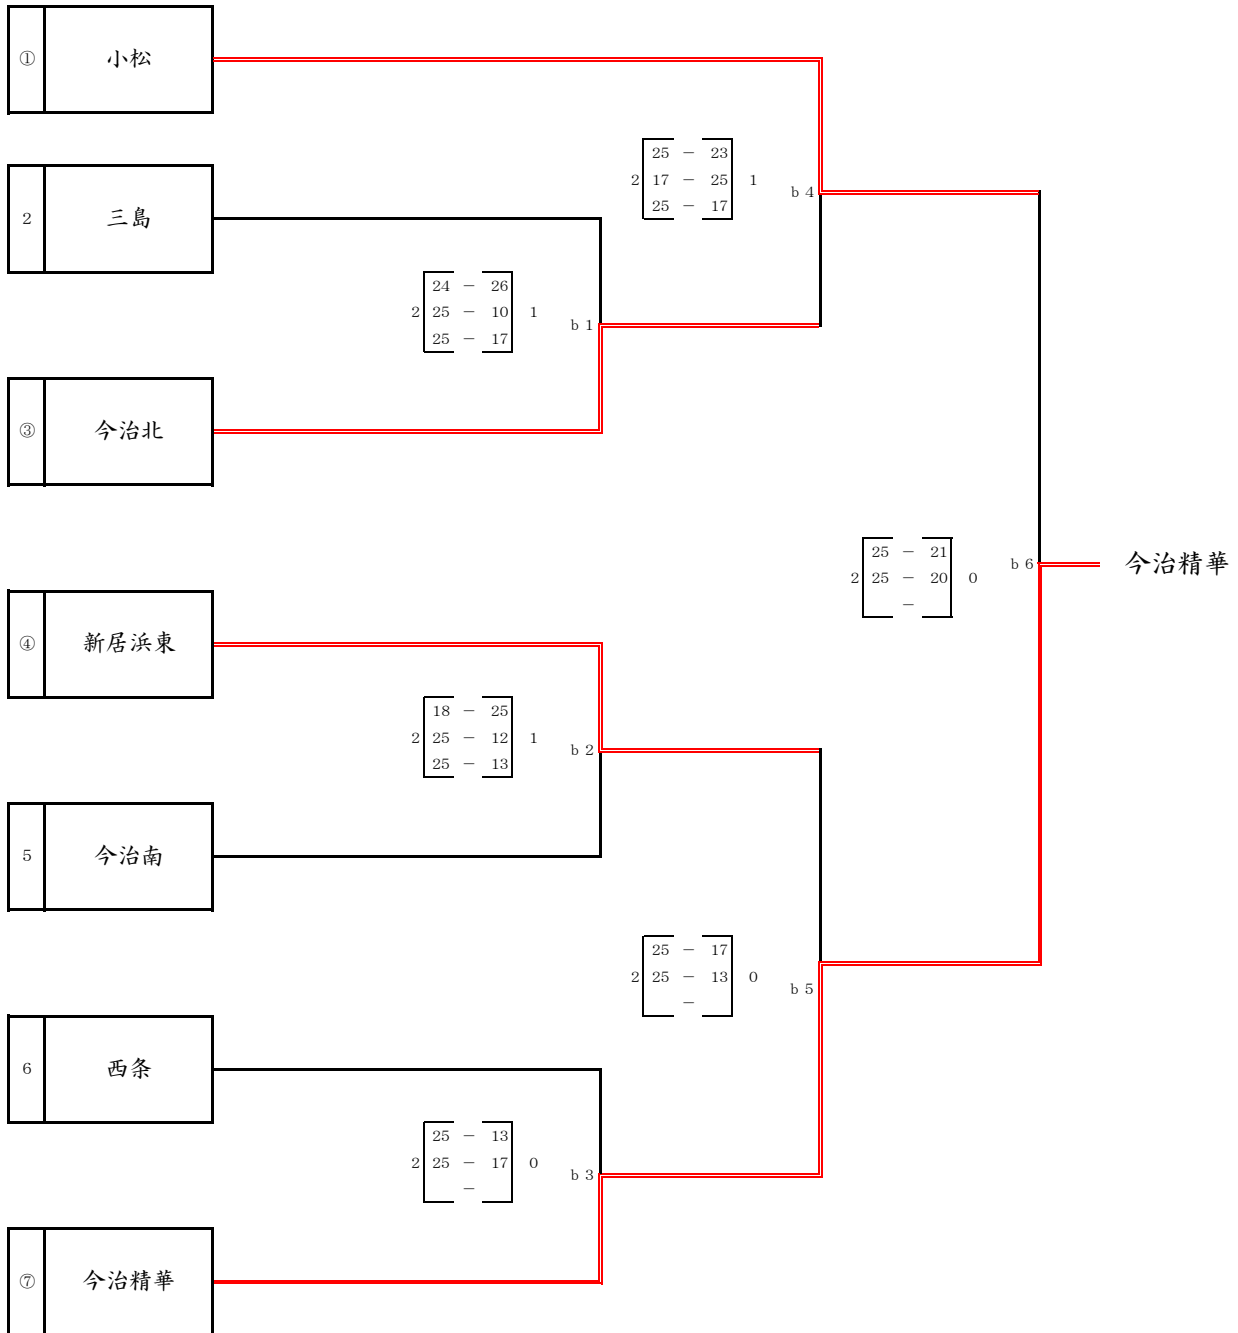 ① 小松
25 － 23
2 17 － 25 1
b 4
25 － 17
2 三島
24 － 26
2 25 － 10 1
b 1
25 － 17
③ 今治北
25 － 21
b 6 今治精華
2 25 － 20 0
－
④ 新居浜東
18 － 25
2 25 － 12 1
b 2
25 － 13
5 今治南
25 － 17
2 25 － 13 0
b 5
－
6 西条
25 － 13
2 25 － 17 0
b 3
－
⑦ 今治精華